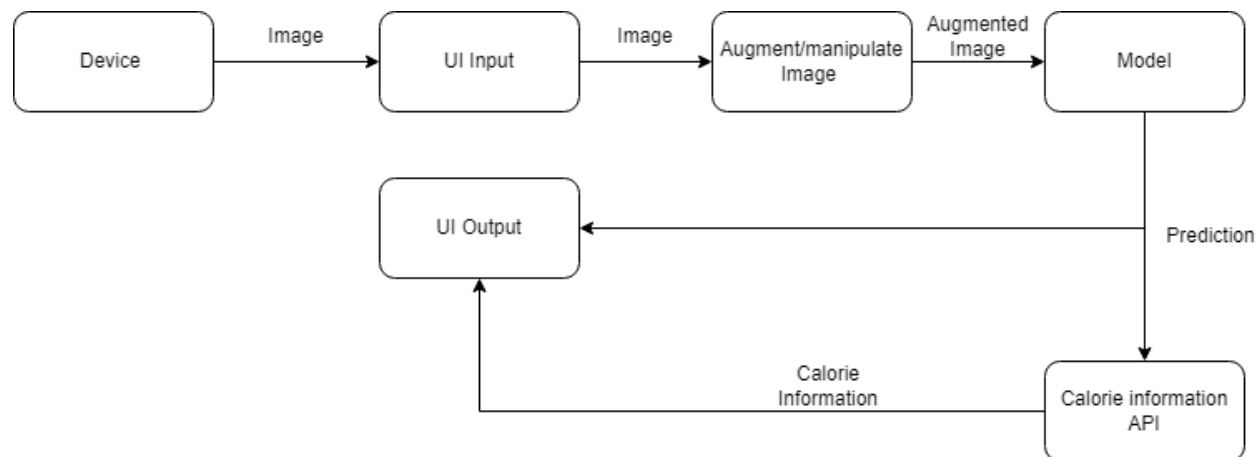 Device
Image
UI Input
Image
Augment/manipulate
Image
Augmented
Image
Model
UI Output
Prediction
Calorie
Information
Calorie information
API